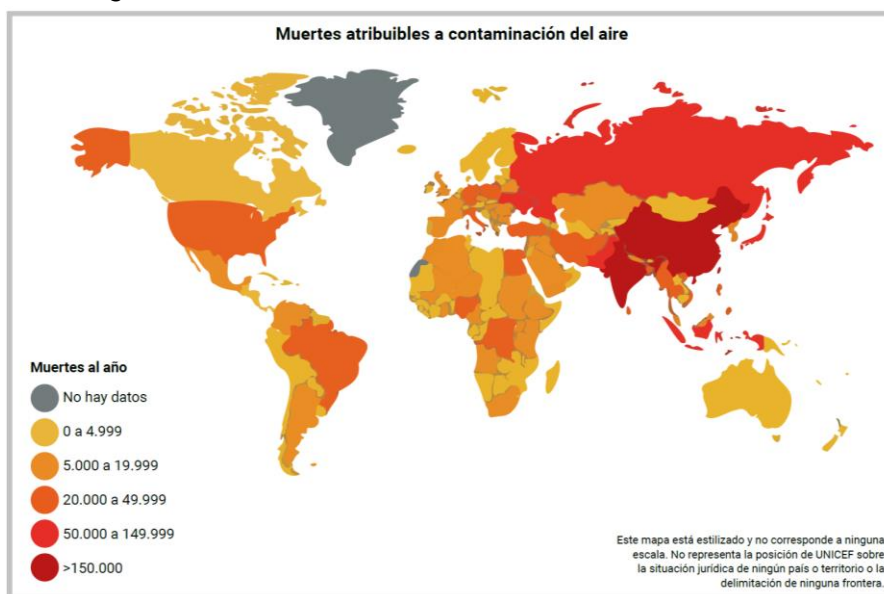 Muertes atribuibles a contaminación del aire
Muertes al año
No hay datos
0 a 4.999
5.000 a 19.999
20.000 a 49.999
50.000 a 149.999
>150.000
Este mapa está estilizado y no corresponde a ninguna
escala. No representa la posición de UNICEF sobre
la situación jurídica de ningún país o territorio o la
delimitación de ninguna frontera.